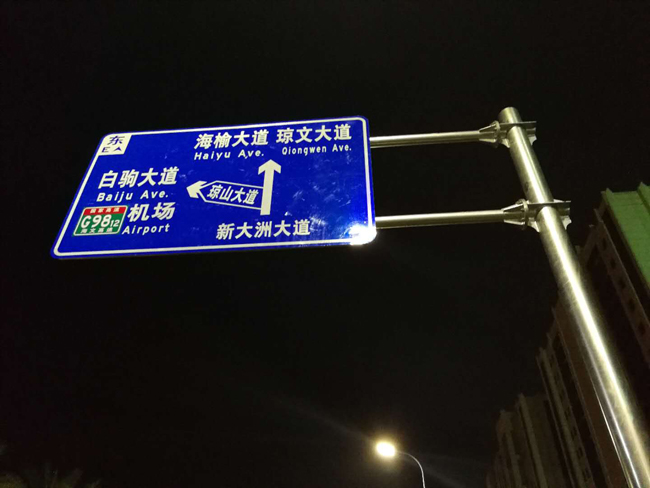 东
E
海榆大道 琼文大道
Haiyu Ave. Qiongwen Ave.
白驹大道
Baiju Ave.
琼山大道
G9812
机场
Airport
新大洲大道